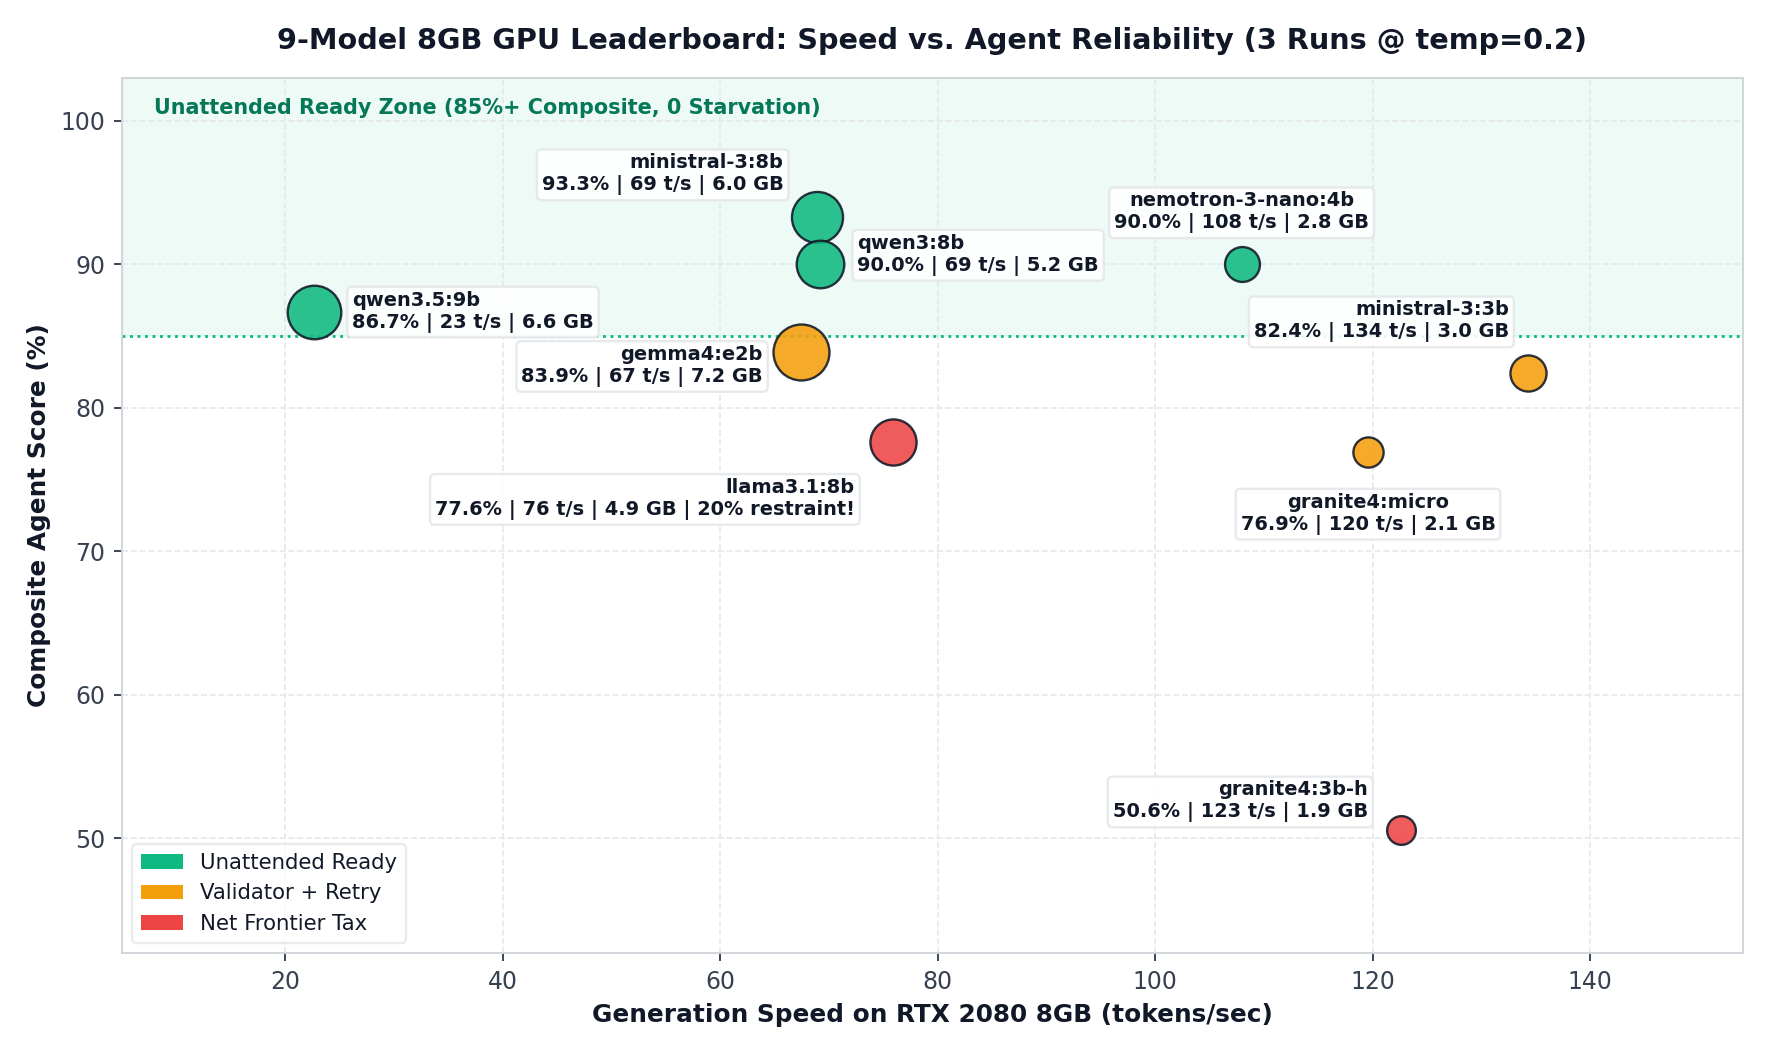 9-Model 8GB GPU Leaderboard: Speed vs. Agent Reliability (3 Runs @ temp=0.2)
Unattended Ready Zone (85%+ Composite, 0 Starvation)
ministral-3:8b
93.3% | 69 t/s | 6.0 GB
nemotron-3-nano:4b
90.0% | 108 t/s | 2.8 GB
qwen3:8b
90.0% | 69 t/s | 5.2 GB
qwen3.5:9b
86.7% | 23 t/s | 6.6 GB
ministral-3:3b
82.4% | 134 t/s | 3.0 GB
gemma4:e2b
83.9% | 67 t/s | 7.2 GB
llama3.1:8b
77.6% | 76 t/s | 4.9 GB | 20% restraint!
granite4:micro
76.9% | 120 t/s | 2.1 GB
granite4:3b-h
50.6% | 123 t/s | 1.9 GB
Composite Agent Score (%)
100
90
80
70
60
50
Unattended Ready
Validator + Retry
Net Frontier Tax
20
40
60
80
100
120
140
Generation Speed on RTX 2080 8GB (tokens/sec)